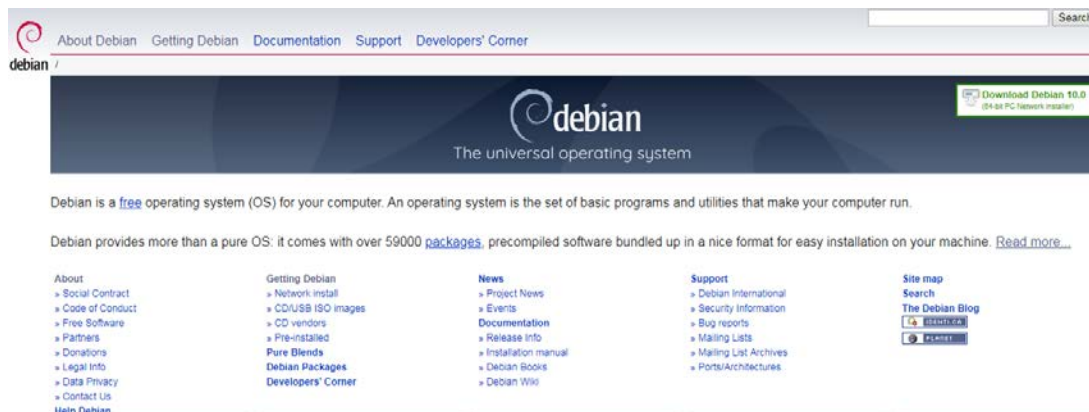 Search
About Debian Getting Debian Documentation Support Developers' Corner
debian /
debian
The universal operating system
Download Debian 10.0
(64-bit PC Network installer)
Debian is a free operating system (OS) for your computer. An operating system is the set of basic programs and utilities that make your computer run.
Debian provides more than a pure OS: it comes with over 59000 packages, precompiled software bundled up in a nice format for easy installation on your machine. Read more...
About
» Social Contract
» Code of Conduct
» Free Software
» Partners
» Donations
» Legal Info
» Data Privacy
» Contact Us
Help Debian
Getting Debian
» Network install
» CD/USB ISO images
» CD vendors
» Pre-installed
Pure Blends
Debian Packages
Developers' Corner
News
» Project News
» Events
Documentation
» Release Info
» Installation manual
» Debian Books
» Debian Wiki
Support
» Debian International
» Security Information
» Bug reports
» Mailing Lists
» Mailing List Archives
» Ports/Architectures
Site map
Search
The Debian Blog
IDENTI.CA
PLANET